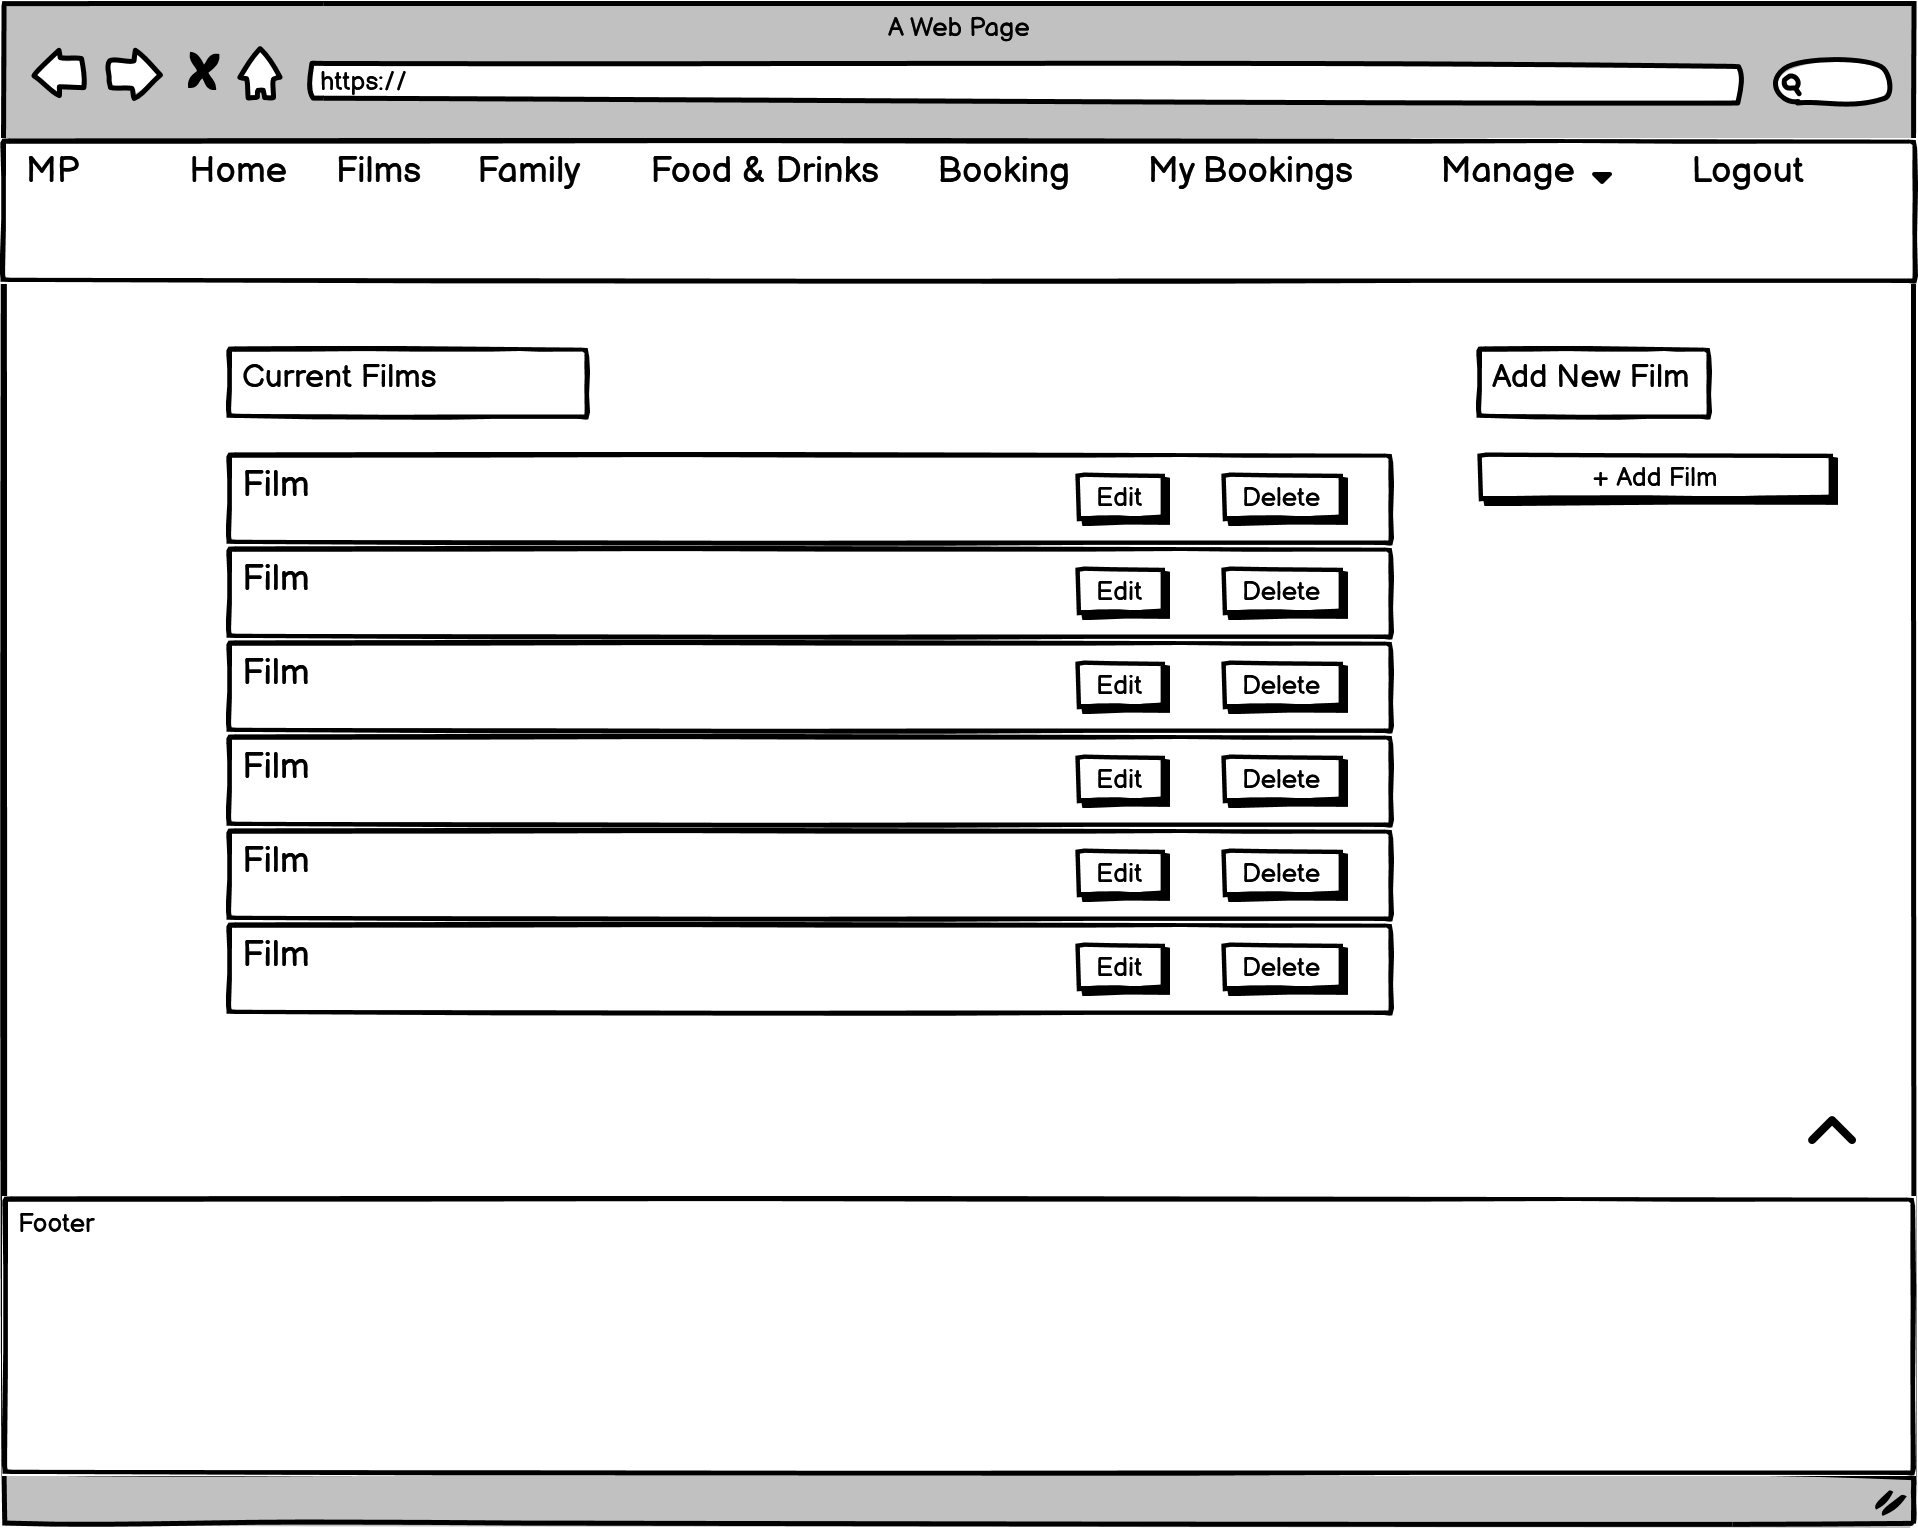 A Web Page
https://
MP Home Films Family Food & Drinks Booking My Bookings Manage Logout
Current Films
Add New Film
Film Edit Delete
+ Add Film
Film Edit Delete
Film Edit Delete
Film Edit Delete
Film Edit Delete
Film Edit Delete
Footer